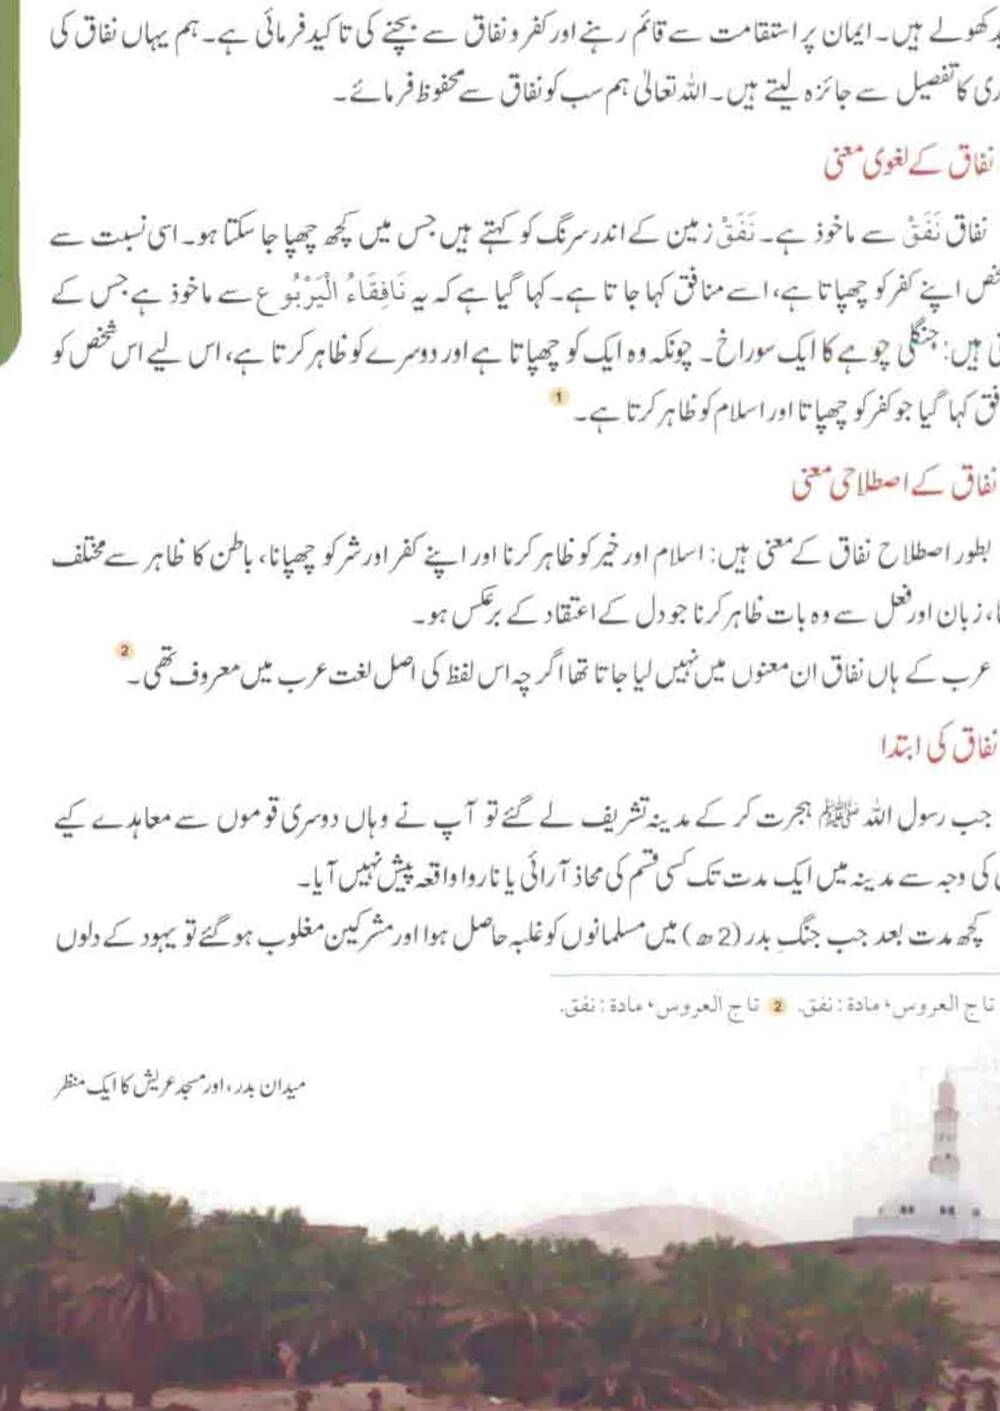 کھولے ہیں۔ ایمان پر استقامت سے قائم رہنے اور کفر و نفاق سے بچنے کی تاکید فرمائی ہے۔ ہم یہاں نفاق کی
کا تفصیل سے جائزہ لیتے ہیں۔ اللہ تعالیٰ ہم سب کو نفاق سے محفوظ فرمائے۔
نفاق کے لغوی معنی
نفاق نَفَقْ سے ماخوذ ہے۔ نَفَقْ زمین کے اندر سرنگ کو کہتے ہیں جس میں کچھ چھپا جا سکتا ہو۔ اسی نسبت سے
اپنے کفر کو چھپاتا ہے، اسے منافق کہا جاتا ہے۔ کہا گیا ہے کہ یہ نَافِقَاءُ الْيَرْبُوع سے ماخوذ ہے جس کے
ہیں: جنگلی چوہے کا ایک سوراخ۔ چونکہ وہ ایک کو چھپاتا ہے اور دوسرے کو ظاہر کرتا ہے، اس لیے اس شخص کو
کہا گیا جو کفر کو چھپاتا اور اسلام کو ظاہر کرتا ہے۔ 1
نفاق کے اصطلاحی معنی
بطور اصطلاح نفاق کے معنی ہیں: اسلام اور خیر کو ظاہر کرنا اور اپنے کفر اور شر کو چھپانا، باطن کا ظاہر سے مختلف
، زبان اور فعل سے وہ بات ظاہر کرنا جو دل کے اعتقاد کے برعکس ہو۔
عرب کے ہاں نفاق ان معنوں میں نہیں لیا جاتا تھا اگرچہ اس لفظ کی اصل لغت عرب میں معروف تھی۔ 2
نفاق کی ابتدا
جب رسول اللہ ﷺ ہجرت کر کے مدینہ تشریف لے گئے تو آپ نے وہاں دوسری قوموں سے معاہدے کیے
کی وجہ سے مدینہ میں ایک مدت تک کسی قسم کی محاذ آرائی یا ناروا واقعہ پیش نہیں آیا۔
کچھ مدت بعد جب جنگِ بدر (2ھ) میں مسلمانوں کو غلبہ حاصل ہوا اور مشرکین مغلوب ہو گئے تو یہود کے دلوں
تاج العروس، مادة: نفق. 2 تاج العروس، مادة: نفق.
میدان بدر، اور مسجد عریش کا ایک منظر